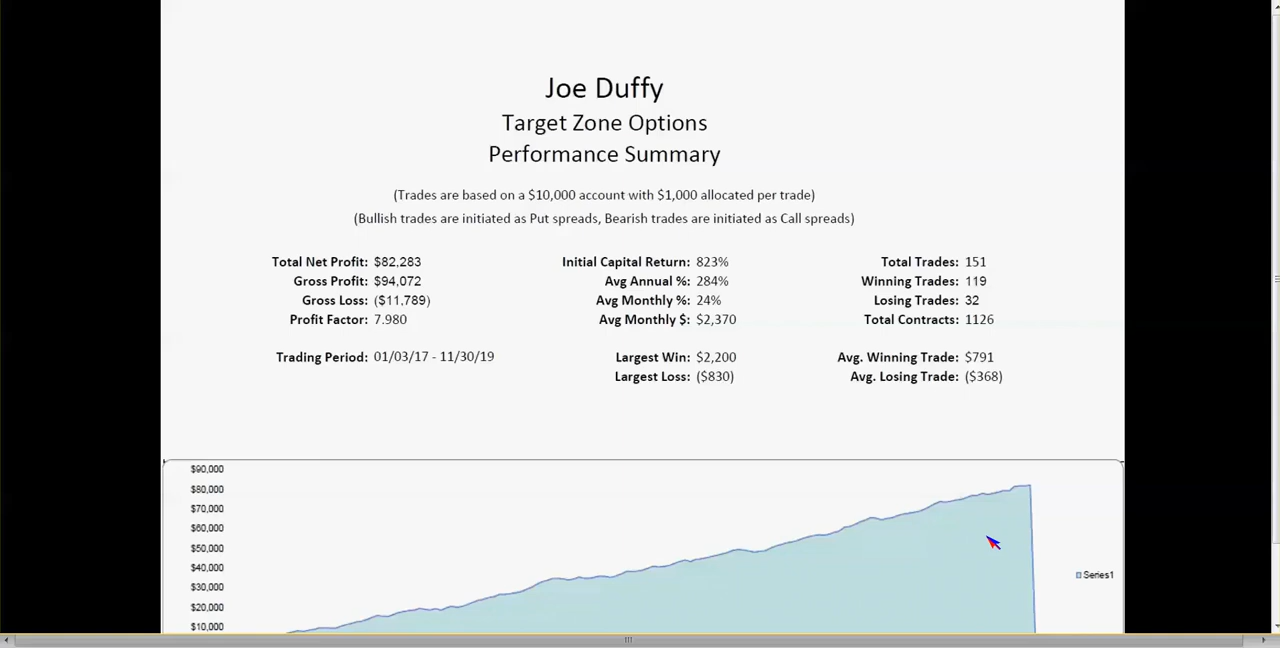 Joe Duffy
Target Zone Options
Performance Summary
(Trades are based on a $10,000 account with $1,000 allocated per trade)
(Bullish trades are initiated as Put spreads, Bearish trades are initiated as Call spreads)
Total Net Profit: $82,283 Initial Capital Return: 823% Total Trades: 151
Gross Profit: $94,072 Avg Annual %: 284% Winning Trades: 119
Gross Loss: ($11,789) Avg Monthly %: 24% Losing Trades: 32
Profit Factor: 7.980 Avg Monthly $: $2,370 Total Contracts: 1126
Trading Period: 01/03/17 - 11/30/19 Largest Win: $2,200 Avg. Winning Trade: $791
Largest Loss: ($830) Avg. Losing Trade: ($368)
$90,000
$80,000
$70,000
$60,000
$50,000
$40,000
$30,000
$20,000
$10,000
Series1